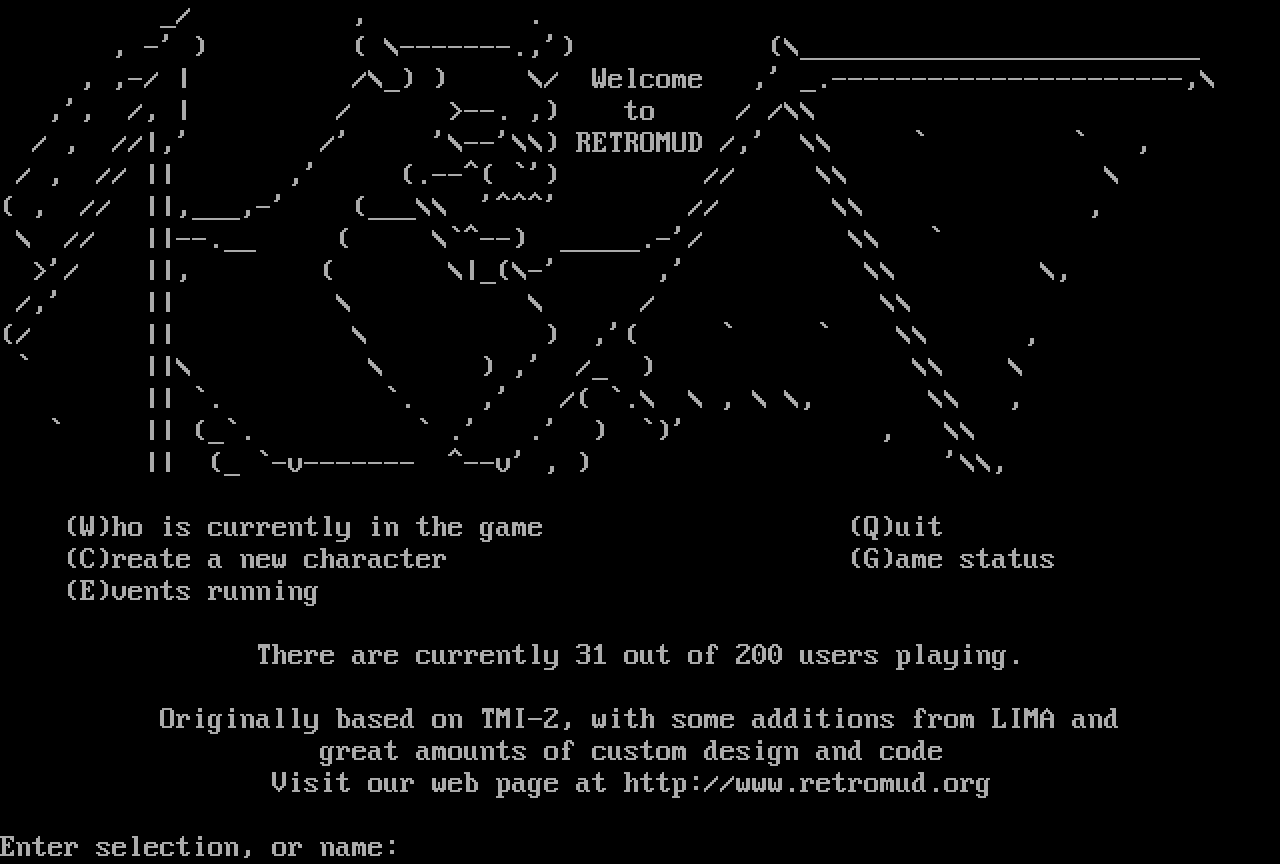 Welcome
to
RETROMUD
(W)ho is currently in the game (Q)uit
(C)reate a new character (G)ame status
(E)vents running
There are currently 31 out of 200 users playing.
Originally based on TMI-2, with some additions from LIMA and
great amounts of custom design and code
Visit our web page at http://www.retromud.org
Enter selection, or name: